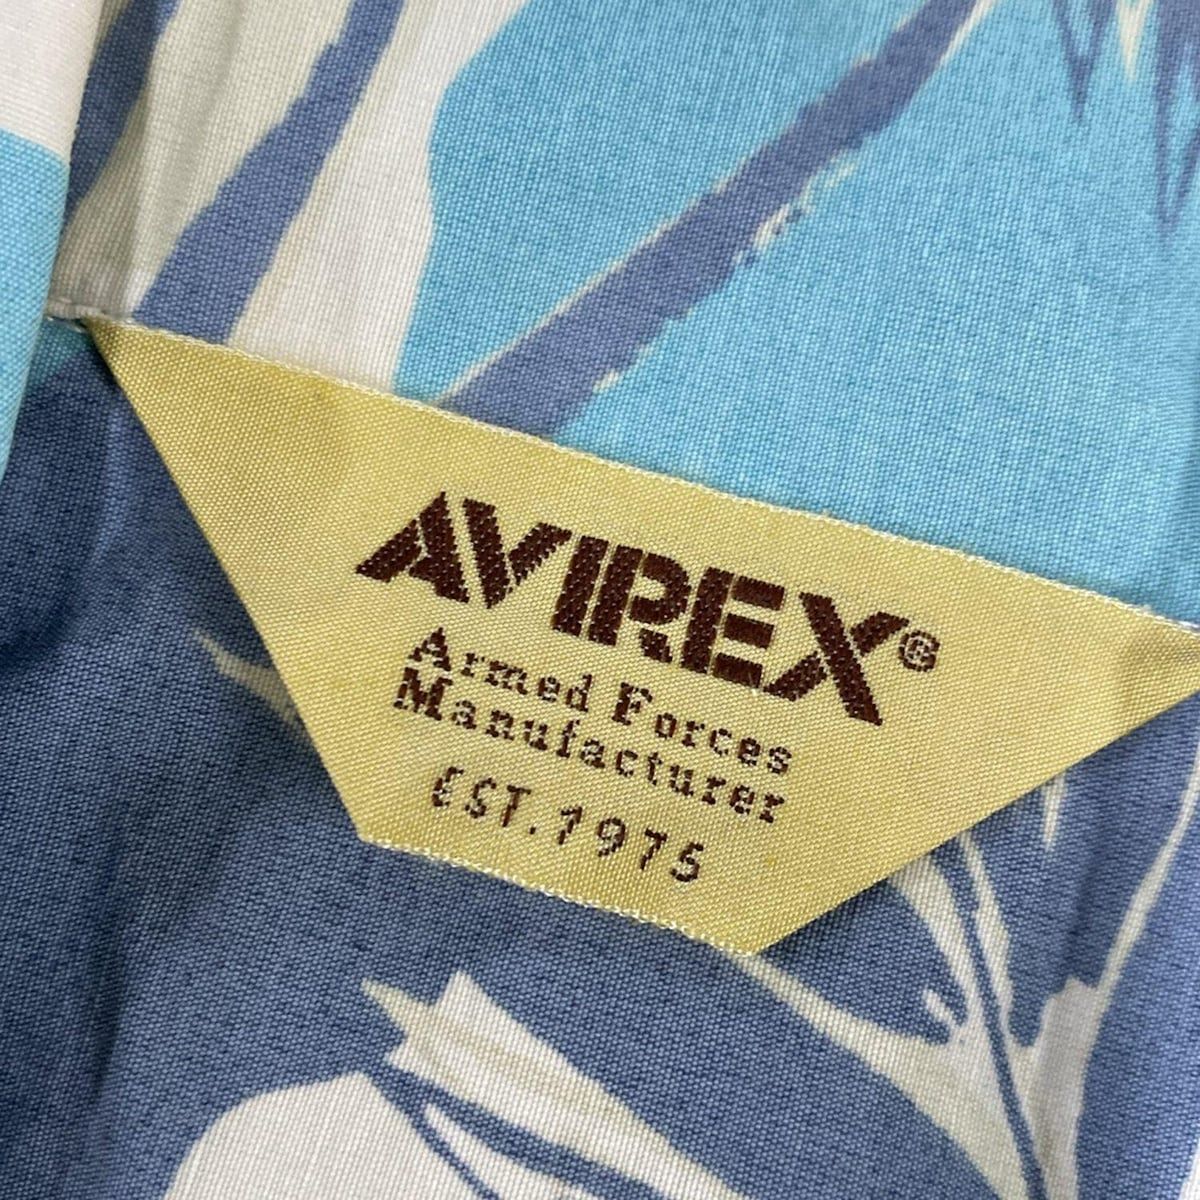 AVIREX®
Armed Forces
Manufacturer
EST.1975